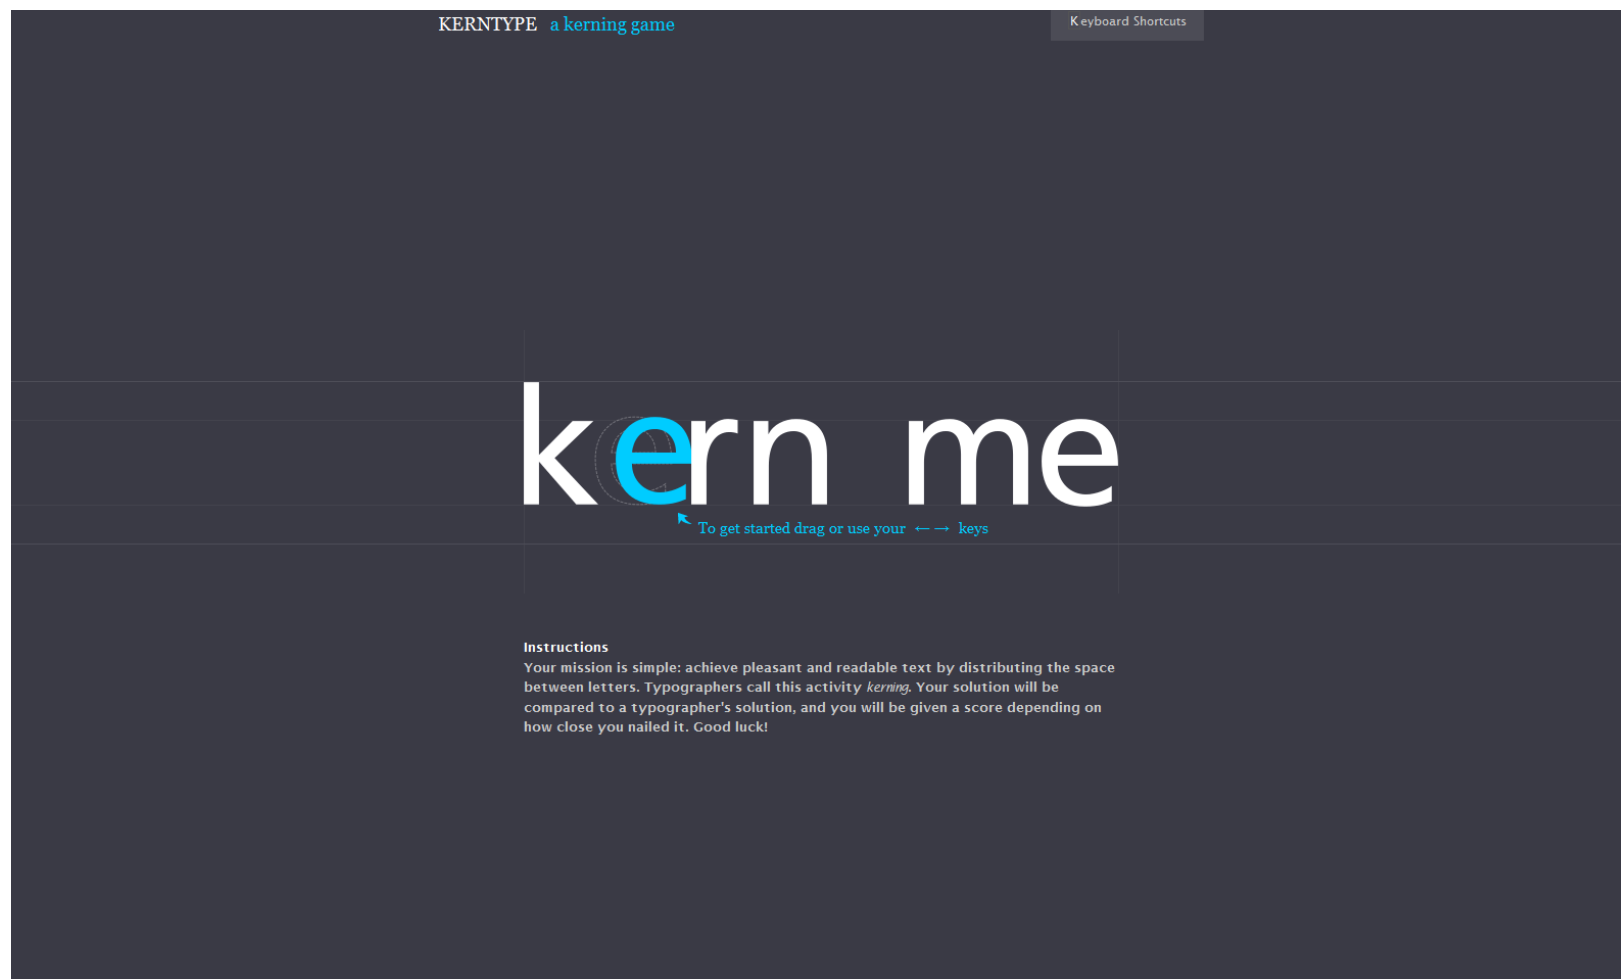 KERNTYPE a kerning game
Keyboard Shortcuts
kern me
To get started drag or use your ←→ keys
Instructions
Your mission is simple: achieve pleasant and readable text by distributing the space
between letters. Typographers call this activity kerning. Your solution will be
compared to a typographer's solution, and you will be given a score depending on
how close you nailed it. Good luck!